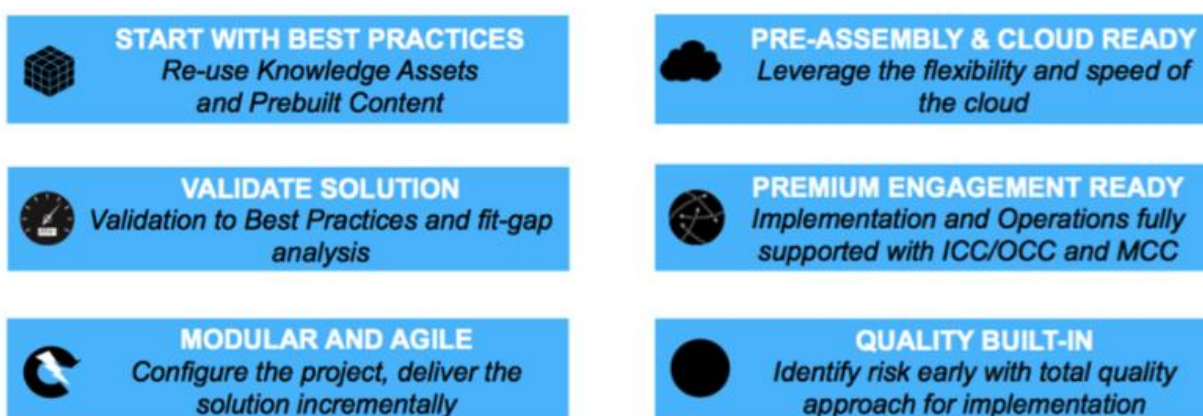 START WITH BEST PRACTICES
Re-use Knowledge Assets
and Prebuilt Content
PRE-ASSEMBLY & CLOUD READY
Leverage the flexibility and speed of
the cloud
VALIDATE SOLUTION
Validation to Best Practices and fit-gap
analysis
PREMIUM ENGAGEMENT READY
Implementation and Operations fully
supported with ICC/OCC and MCC
MODULAR AND AGILE
Configure the project, deliver the
solution incrementally
QUALITY BUILT-IN
Identify risk early with total quality
approach for implementation